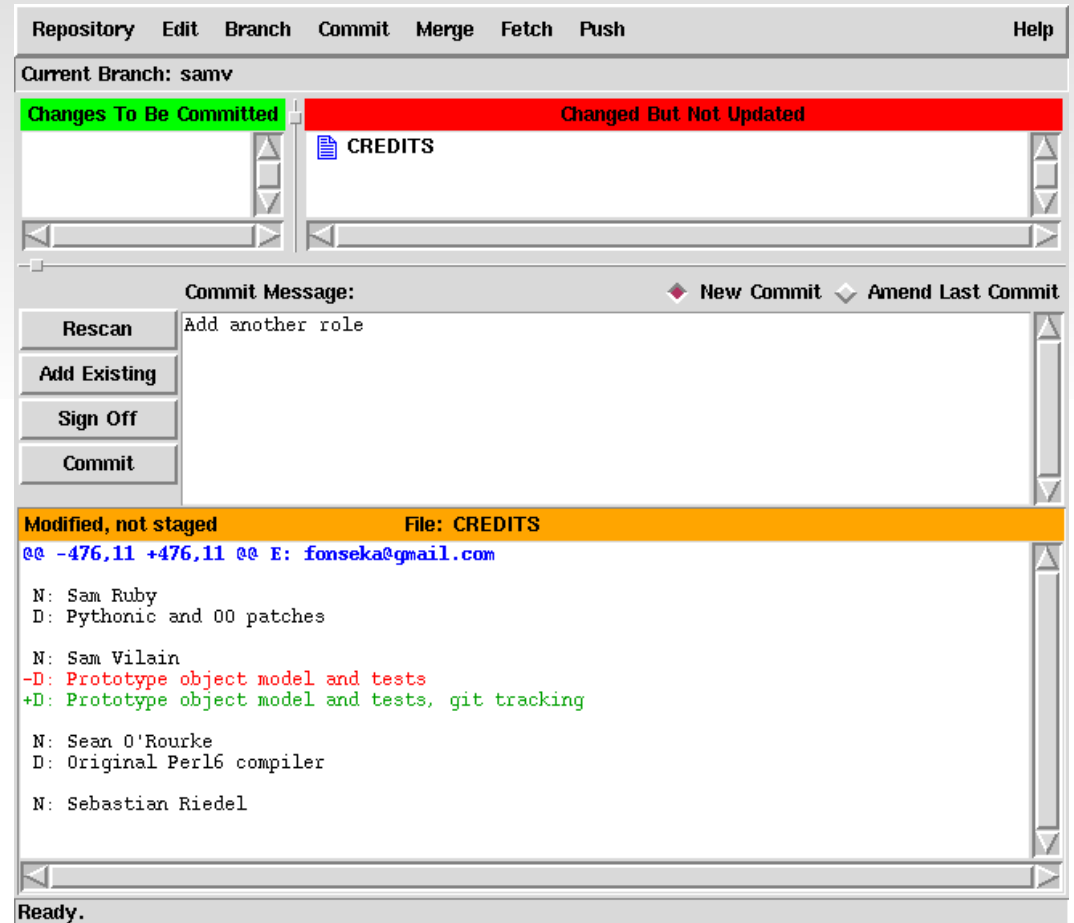 Repository Edit Branch Commit Merge Fetch Push Help
Current Branch: samv
Changes To Be Committed
Changed But Not Updated
CREDITS
Commit Message:
New Commit
Amend Last Commit
Rescan
Add Existing
Sign Off
Commit
Add another role
Modified, not staged File: CREDITS
@@ -476,11 +476,11 @@ E: fonseka@gmail.com
N: Sam Ruby
D: Pythonic and OO patches
N: Sam Vilain
-D: Prototype object model and tests
+D: Prototype object model and tests, git tracking
N: Sean O'Rourke
D: Original Perl6 compiler
N: Sebastian Riedel
Ready.